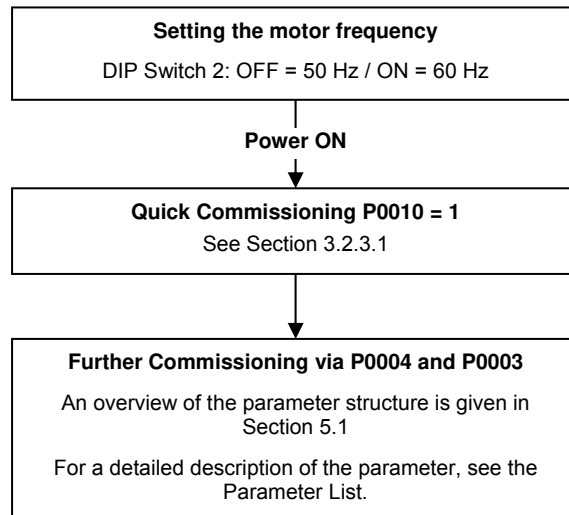 Setting the motor frequency
DIP Switch 2: OFF = 50 Hz / ON = 60 Hz
Power ON
Quick Commissioning P0010 = 1
See Section 3.2.3.1
Further Commissioning via P0004 and P0003
An overview of the parameter structure is given in
Section 5.1
For a detailed description of the parameter, see the
Parameter List.